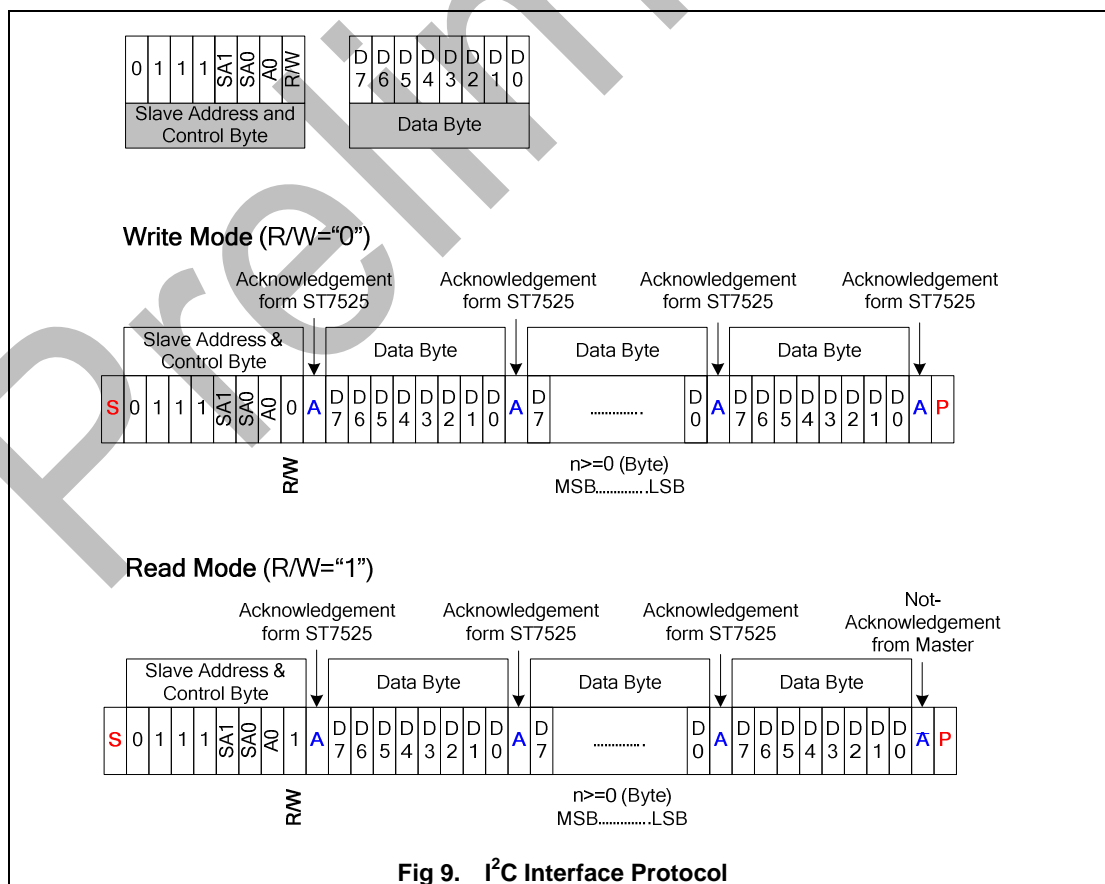 0 1 1 1 SA1 SA0 A0 R/W
D7 D6 D5 D4 D3 D2 D1 D0
Slave Address and
Control Byte
Data Byte
Write Mode (R/W="0")
Acknowledgement
form ST7525
Acknowledgement
form ST7525
Acknowledgement
form ST7525
Acknowledgement
form ST7525
Slave Address &
Control Byte
Data Byte
Data Byte
Data Byte
S 0 1 1 1 SA1 SA0 A0 0 A D7 D6 D5 D4 D3 D2 D1 D0 A D7 ............. D0 A D7 D6 D5 D4 D3 D2 D1 D0 A P
R/W
n>=0 (Byte)
MSB.............LSB
Read Mode (R/W="1")
Acknowledgement
form ST7525
Acknowledgement
form ST7525
Acknowledgement
form ST7525
Not-
Acknowledgement
from Master
Slave Address &
Control Byte
Data Byte
Data Byte
Data Byte
S 0 1 1 1 SA1 SA0 A0 1 A D7 D6 D5 D4 D3 D2 D1 D0 A D7 ............. D0 A D7 D6 D5 D4 D3 D2 D1 D0 A̅ P
R/W
n>=0 (Byte)
MSB.............LSB
Fig 9. I²C Interface Protocol
Prelim